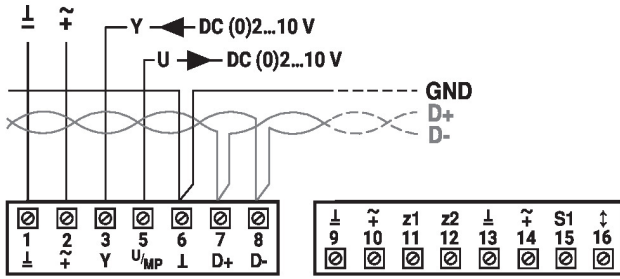 ⊥ ~
+
Y DC (0)2...10 V
U DC (0)2...10 V
GND
D+
D-
1 2 3 5 6 7 8
⊥ ~
+ Y U/MP ⊥ D+ D-
⊥ ~
+ z1 z2 ⊥ ~
+ S1 ↕
9 10 11 12 13 14 15 16